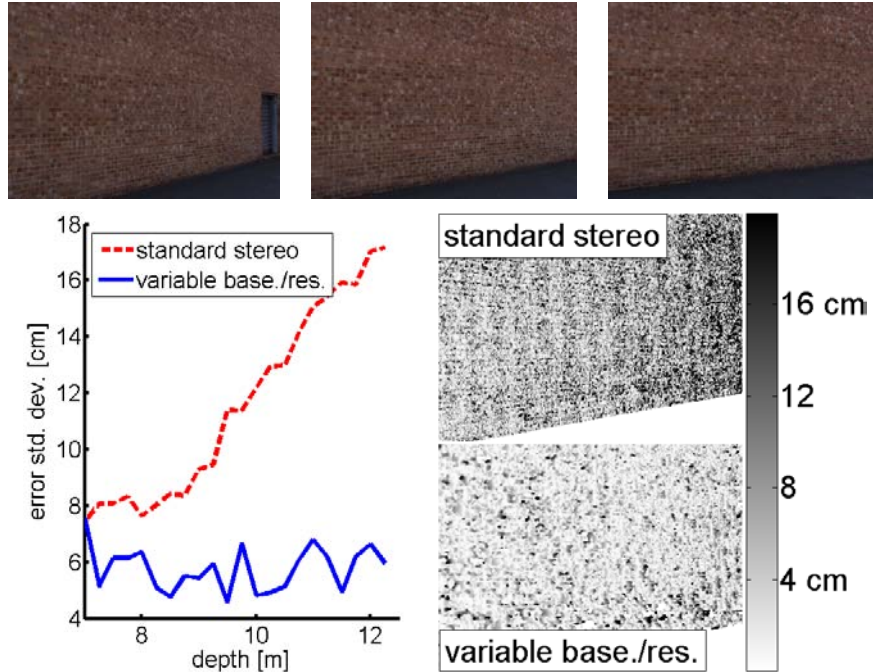 18
16
14
12
10
8
6
4
error std. dev. [cm]
standard stereo
variable base./res.
8
10
12
depth [m]
standard stereo
variable base./res.
16 cm
12
8
4 cm